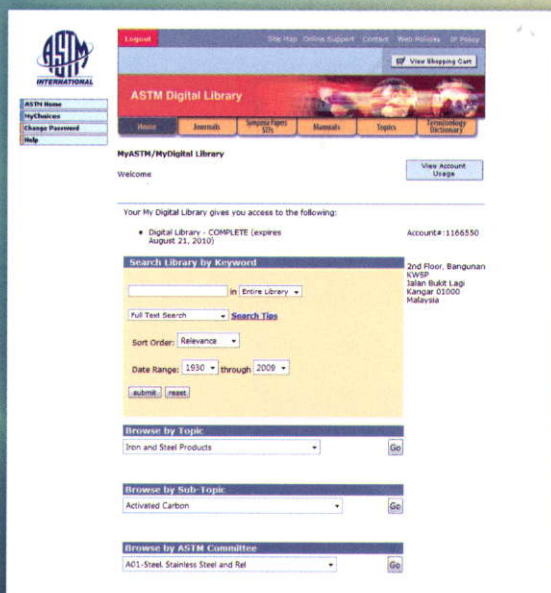 ASTM
INTERNATIONAL
Logout
Site Map Online Support Contact Web Policies IP Policy
View Shopping Cart
ASTM Digital Library
Home Journals Symposia Papers STPs Manuals Topics Terminology Dictionary
ASTM Home
MyChoices
Change Password
Help
MyASTM/MyDigital Library
Welcome
View Account
Usage
Your My Digital Library gives you access to the following:
• Digital Library - COMPLETE (expires
August 21, 2010)
Account#:1166550
2nd Floor, Bangunan
KWSP
Jalan Bukit Lagi
Kangar 01000
Malaysia
Search Library by Keyword
in Entire Library
Full Text Search Search Tips
Sort Order: Relevance
Date Range: 1930 through 2009
submit reset
Browse by Topic
Iron and Steel Products Go
Browse by Sub-Topic
Activated Carbon Go
Browse by ASTM Committee
A01-Steel, Stainless Steel and Rel Go